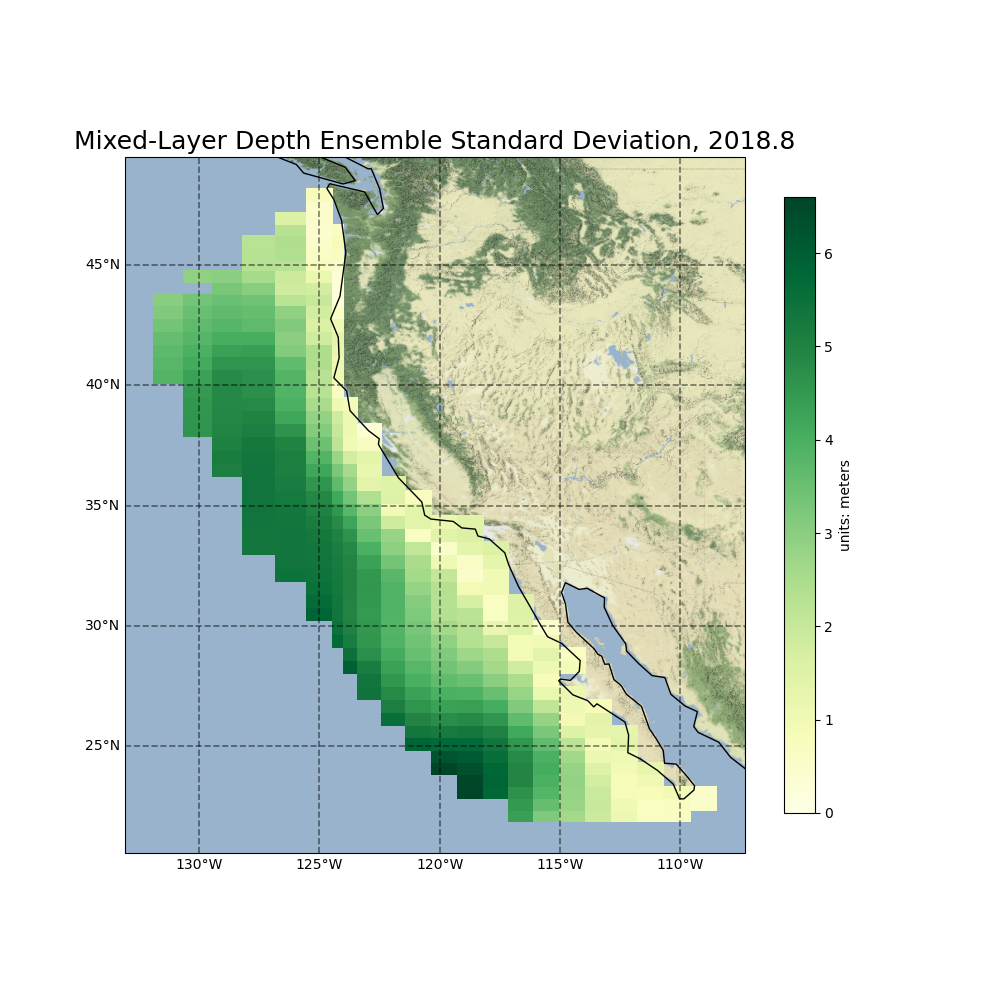 Mixed-Layer Depth Ensemble Standard Deviation, 2018.8
45°N
40°N
35°N
30°N
25°N
130°W
125°W
120°W
115°W
110°W
6
5
4
3
2
1
0
units: meters